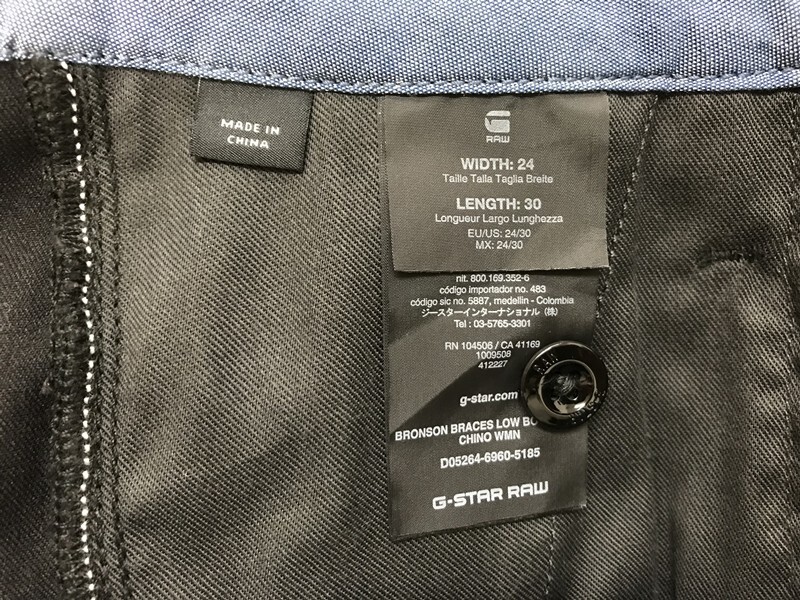 MADE IN
CHINA
G
RAW
WIDTH: 24
Taille Talla Taglia Breite
LENGTH: 30
Longueur Largo Lunghezza
EU/US: 24/30
MX: 24/30
nit. 800.169.352-6
código importador no. 483
código sic no. 5887, medellin - Colombia
ジースターインターナショナル (株)
Tel : 03-5765-3301
RN 104506 / CA 41169
1009508
412227
g-star.com
BRONSON BRACES LOW
CHINO WMN
D05264-6960-5185
G-STAR RAW
RAW